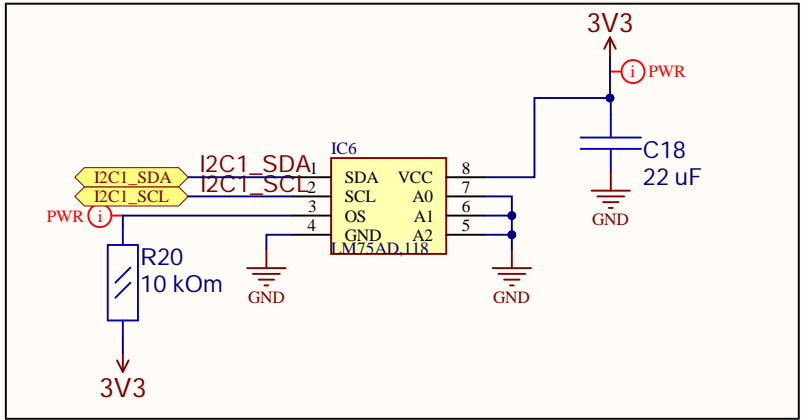 3V3
i PWR
IC6
I2C1_SDA I2C1_SDA 1 SDA VCC 8
I2C1_SCL I2C1_SCL 2 SCL A0 7
PWR i 3 OS A1 6
4 GND A2 5
LM75AD,118
C18
22 uF
GND
R20
10 kOm
GND
GND
3V3